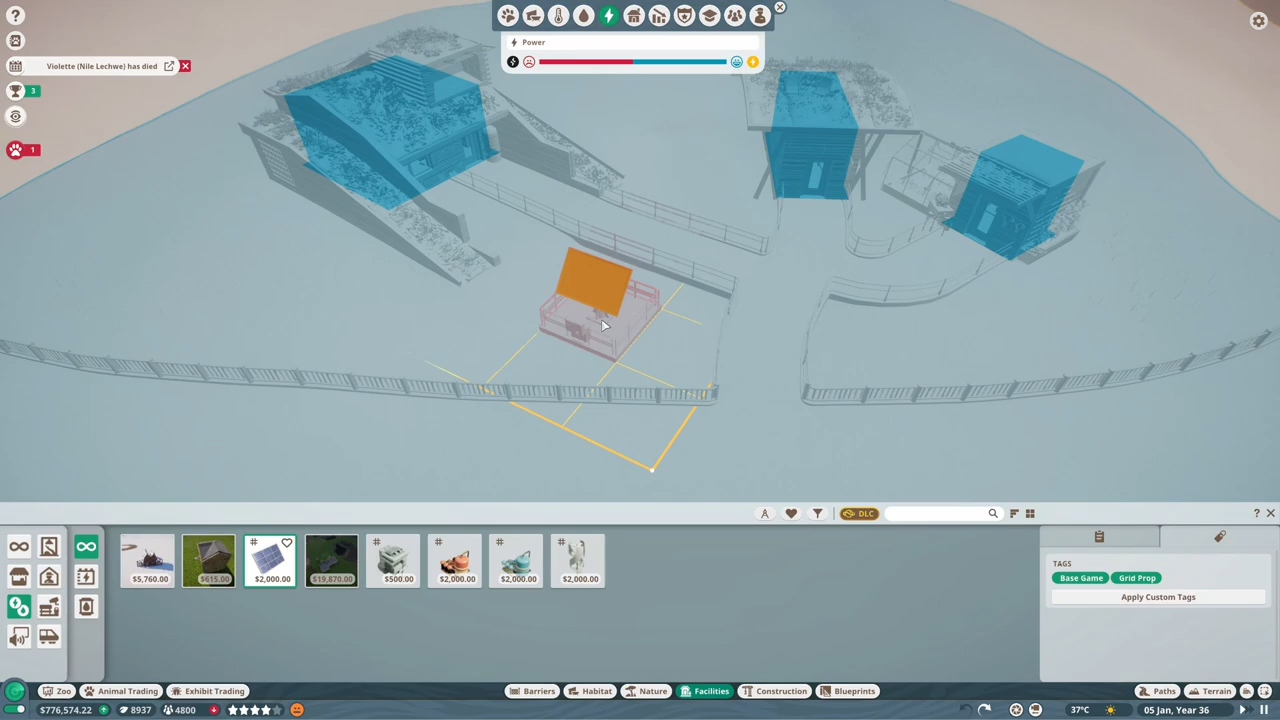 Power
Violette (Nile Lechwe) has died
3
1
DLC
$5,760.00
$615.00
$2,000.00
$19,870.00
$500.00
$2,000.00
$2,000.00
$2,000.00
TAGS
Base Game Grid Prop
Apply Custom Tags
Zoo Animal Trading Exhibit Trading Barriers Habitat Nature Facilities Construction Blueprints Paths Terrain
$776,574.22 8937 4800 37°C 05 Jan, Year 36